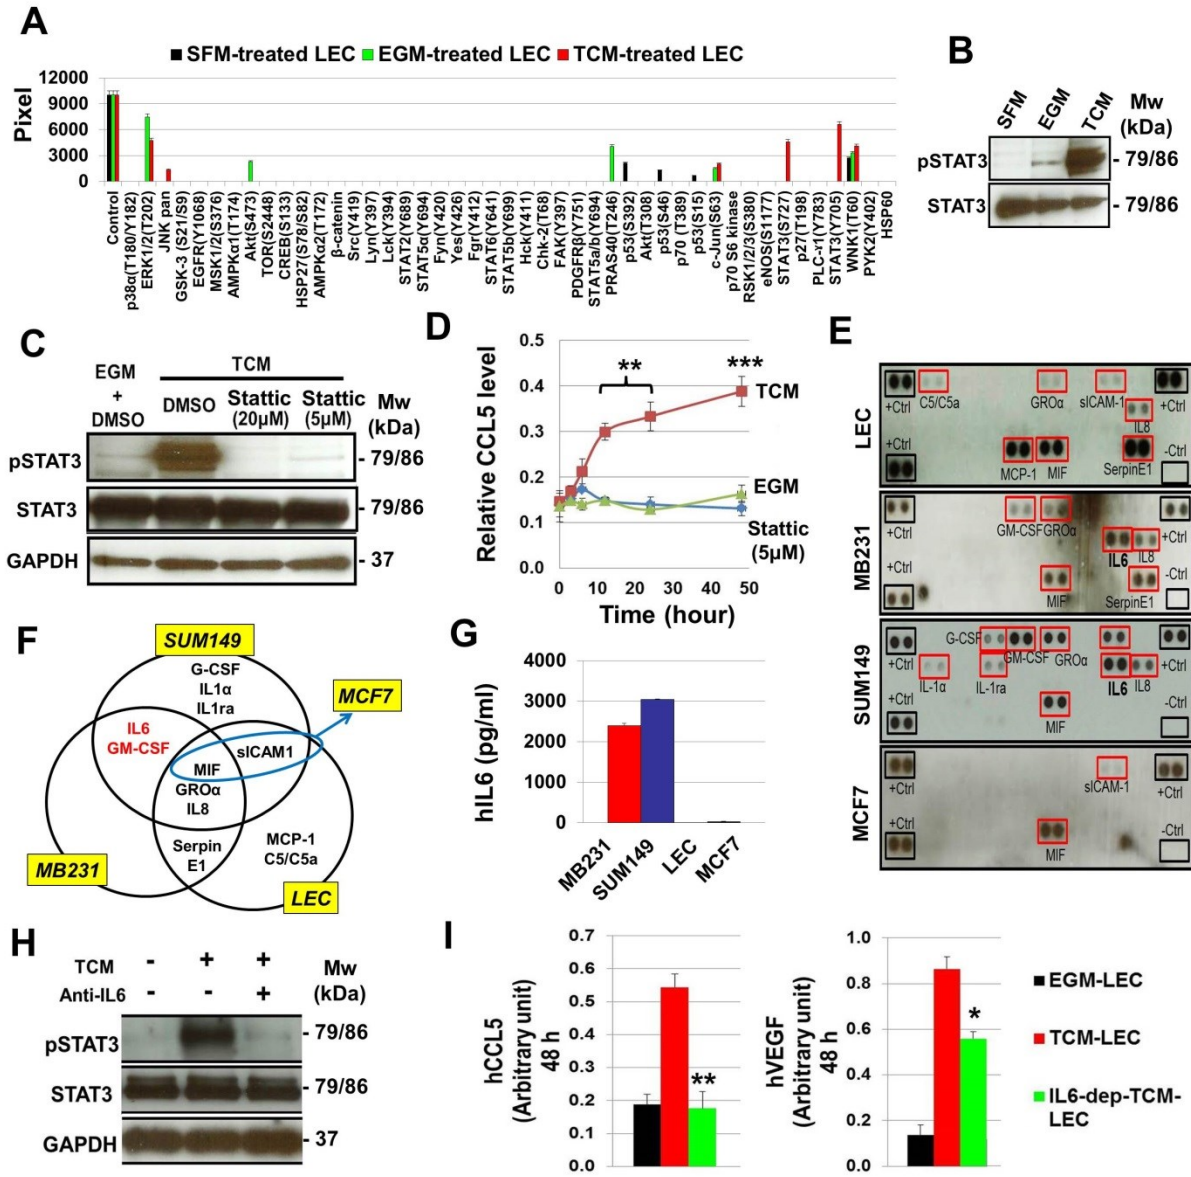 A
SFM-treated LEC EGM-treated LEC TCM-treated LEC
Pixel
12000
9000
6000
3000
0
Control
p38α(T180(Y182)
ERK1/2(T202)
JNK pan
GSK-3 (S21/S9)
EGFR(Y1068)
MSK1/2(S376)
AMPKα1(T174)
Akt(S473)
TOR(S2448)
CREB(S133)
HSP27(S78/S82)
AMPKα2(T172)
β-catenin
Src(Y419)
Lyn(Y397)
Lck(Y394)
STAT2(Y689)
STAT5α(Y694)
Fyn(Y420)
Yes(Y426)
Fgr(Y412)
STAT6(Y641)
STAT5b(Y699)
Hck(Y411)
Chk-2(T68)
FAK(Y397)
PDGFRβ(Y751)
STAT5a/b(Y694)
PRAS40(T246)
p53(S392)
Akt(T308)
p53(S46)
p70 (T389)
p53(S15)
c-Jun(S63)
p70 S6 kinase
RSK1/2/3(S380)
eNOS(S1177)
STAT3(S727)
p27(T198)
PLC-1(Y783)
STAT3(Y705)
WNK1(T60)
PYK2(Y402)
HSP60
B
SFM EGM TCM Mw
(kDa)
pSTAT3 - 79/86
STAT3 - 79/86
C
EGM + DMSO
TCM
DMSO Stattic (20μM) Stattic (5μM) Mw (kDa)
pSTAT3 - 79/86
STAT3 - 79/86
GAPDH - 37
D
Relative CCL5 level
0.5
0.4
0.3
0.2
0.1
0.0
** ***
TCM
EGM
Stattic
(5μM)
0 10 20 30 40 50
Time (hour)
E
LEC
+Ctrl C5/C5a GROα sICAM-1 +Ctrl
IL8
+Ctrl -Ctrl
MCP-1 MIF SerpinE1
MB231
+Ctrl GM-CSF GROα +Ctrl
IL6 IL8
+Ctrl -Ctrl
MIF SerpinE1
SUM149
G-CSF
+Ctrl GM-CSF GROα +Ctrl
IL-1α IL-1ra IL6 IL8
+Ctrl MIF -Ctrl
MCF7
+Ctrl sICAM-1 +Ctrl
+Ctrl -Ctrl
MIF
F
SUM149
G-CSF
IL1α
IL1ra
MCF7
IL6
GM-CSF
sICAM1
MIF
GROα
IL8
Serpin
E1
MCP-1
C5/C5a
MB231
LEC
G
hIL6 (pg/ml)
4000
3000
2000
1000
0
MB231 SUM149 LEC MCF7
H
TCM - + +
Anti-IL6 - - +
Mw
(kDa)
pSTAT3 - 79/86
STAT3 - 79/86
GAPDH - 37
I
hCCL5
(Arbitrary unit)
48 h
0.7
0.6
0.5
0.4
0.3
0.2
0.1
0.0
**
hVEGF
(Arbitrary unit)
48 h
1.0
0.8
0.6
0.4
0.2
0.0
*
EGM-LEC
TCM-LEC
IL6-dep-TCM-
LEC